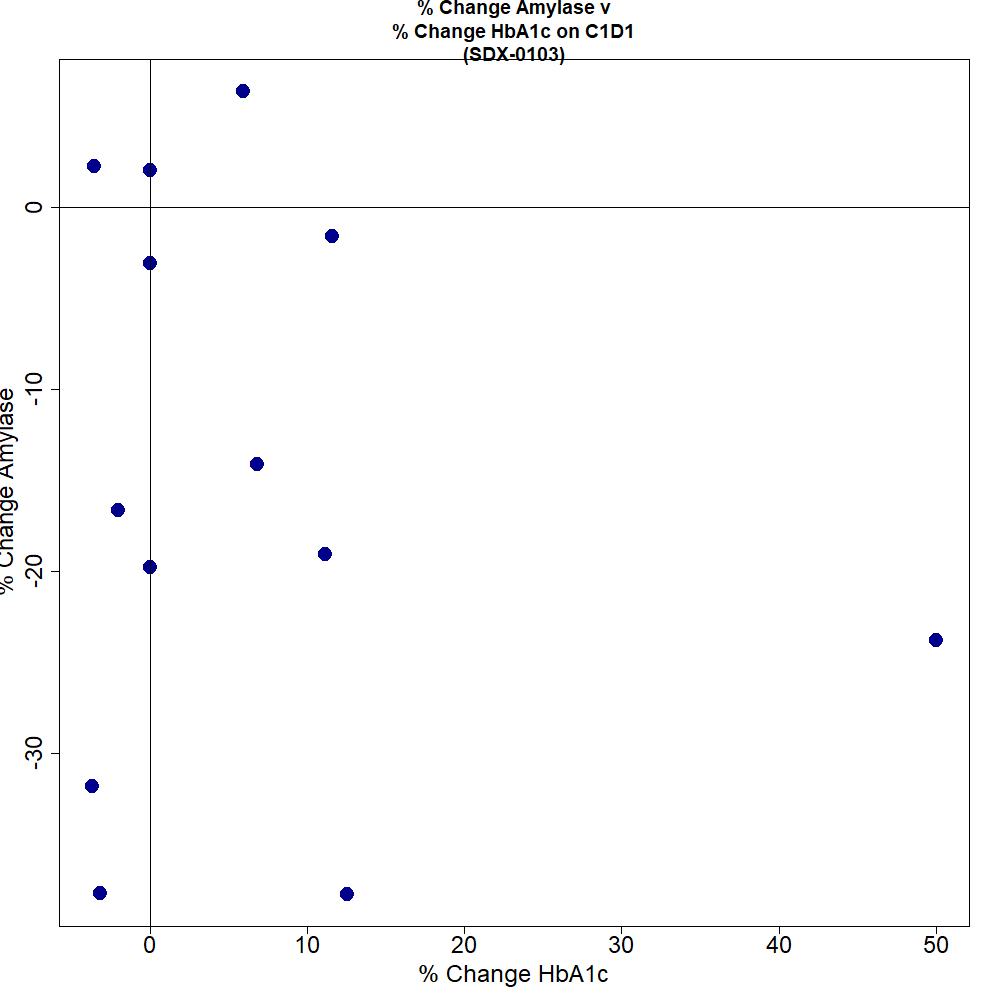 % Change Amylase v
% Change HbA1c on C1D1
(SDX-0103)
% Change Amylase
0
-10
-20
-30
0
10
20
30
40
50
% Change HbA1c